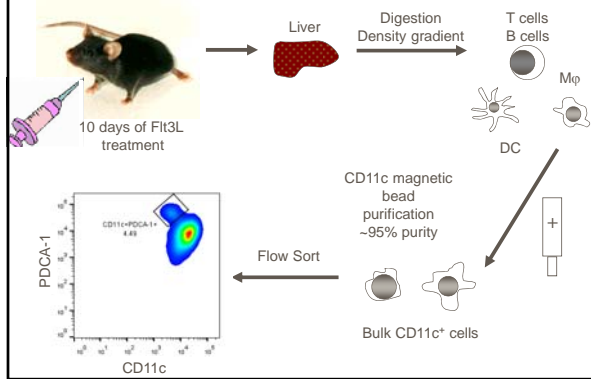 Liver
Digestion
Density gradient
T cells
B cells
Mφ
DC
10 days of Flt3L
treatment
CD11c magnetic
bead
purification
~95% purity
+
Bulk CD11c⁺ cells
Flow Sort
CD11c+PDCA-1+
4.49
PDCA-1
CD11c